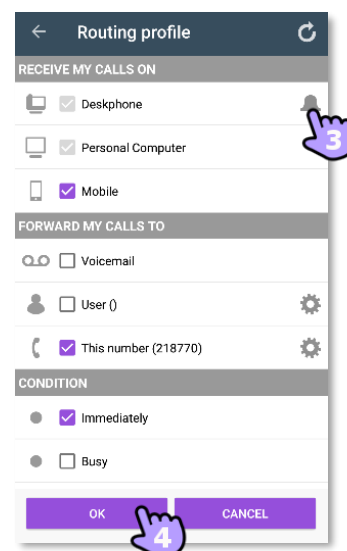 Routing profile
RECEIVE MY CALLS ON
Deskphone
3
Personal Computer
Mobile
FORWARD MY CALLS TO
Voicemail
User ()
This number (218770)
CONDITION
Immediately
Busy
OK
CANCEL
4